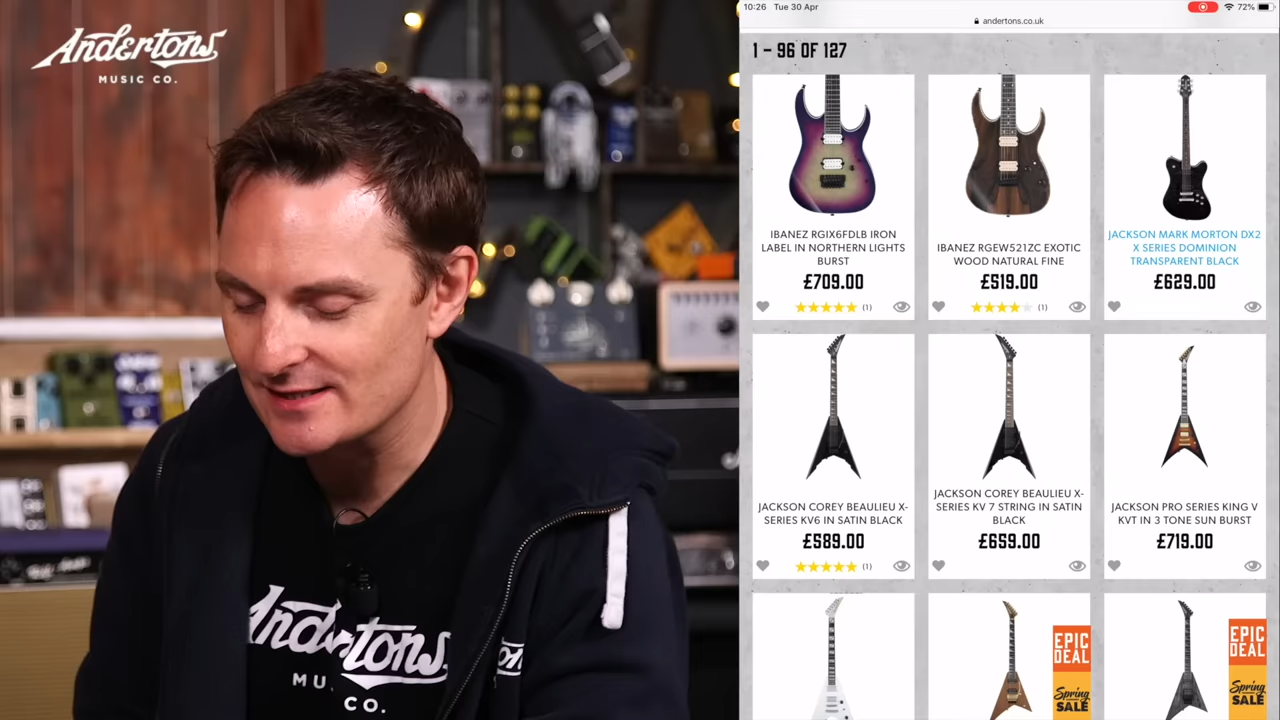 Andertons
MUSIC CO.
Andertons
MU
CO.
10:26 Tue 30 Apr
72%
andertons.co.uk
1 – 96 OF 127
IBANEZ RGIX6FDLB IRON
LABEL IN NORTHERN LIGHTS
BURST
£709.00
(1)
IBANEZ RGEW521ZC EXOTIC
WOOD NATURAL FINE
£519.00
(1)
JACKSON MARK MORTON DX2
X SERIES DOMINION
TRANSPARENT BLACK
£629.00
JACKSON COREY BEAULIEU X-
SERIES KV6 IN SATIN BLACK
£589.00
(1)
JACKSON COREY BEAULIEU X-
SERIES KV 7 STRING IN SATIN
BLACK
£659.00
JACKSON PRO SERIES KING V
KVT IN 3 TONE SUN BURST
£719.00
EPIC
DEAL
Spring
SALE
EPIC
DEAL
Spring
SALE